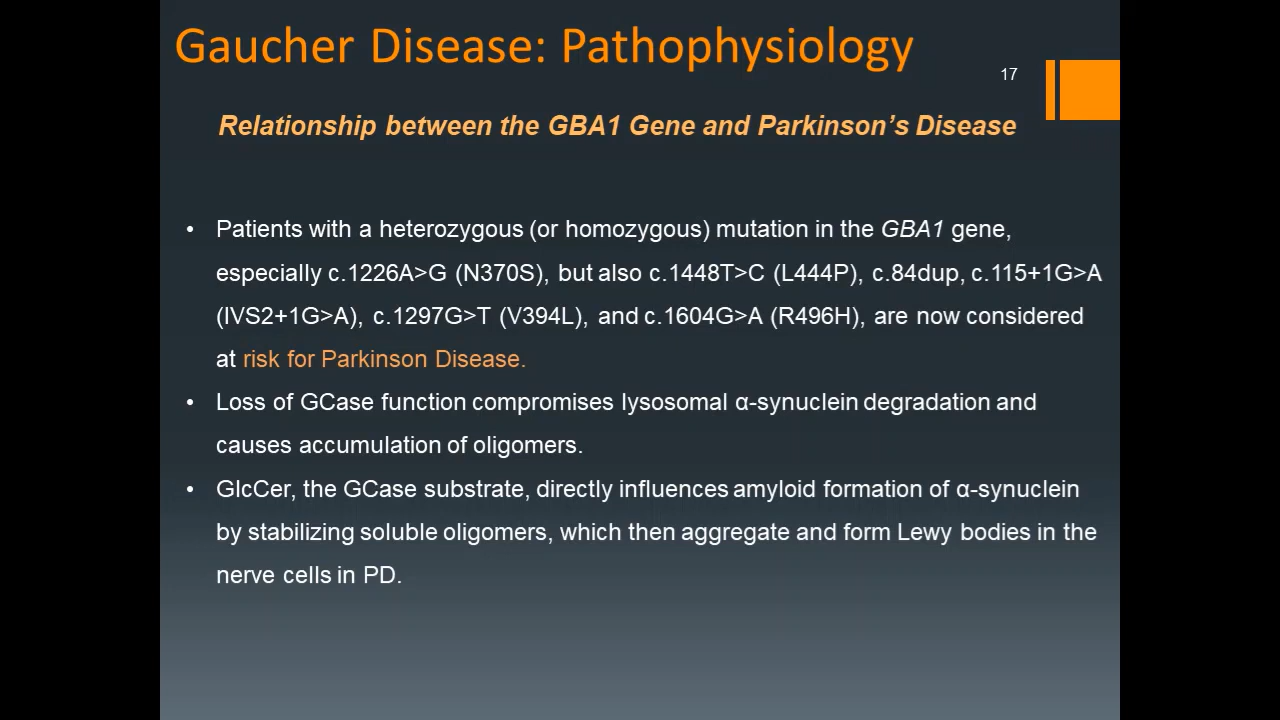 Gaucher Disease: Pathophysiology
17
Relationship between the GBA1 Gene and Parkinson’s Disease
• Patients with a heterozygous (or homozygous) mutation in the GBA1 gene,
especially c.1226A>G (N370S), but also c.1448T>C (L444P), c.84dup, c.115+1G>A
(IVS2+1G>A), c.1297G>T (V394L), and c.1604G>A (R496H), are now considered
at risk for Parkinson Disease.
• Loss of GCase function compromises lysosomal α-synuclein degradation and
causes accumulation of oligomers.
• GlcCer, the GCase substrate, directly influences amyloid formation of α-synuclein
by stabilizing soluble oligomers, which then aggregate and form Lewy bodies in the
nerve cells in PD.